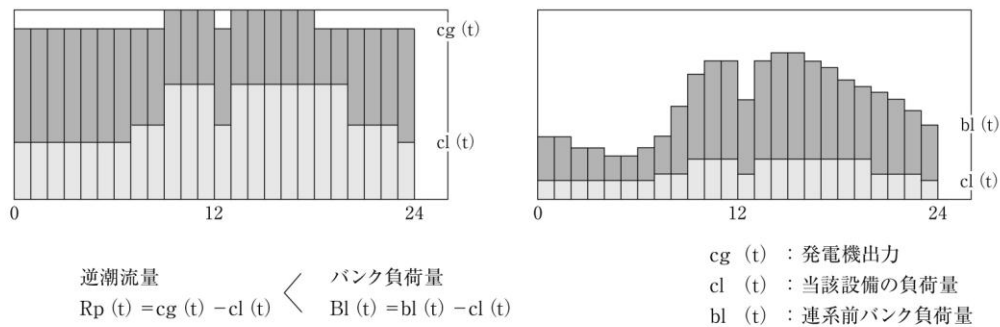 cg (t)
cl (t)
0
12
24
bl (t)
cl (t)
0
12
24
逆潮流量 < バンク負荷量
Rp (t) =cg (t) −cl (t) Bl (t) =bl (t) −cl (t)
cg (t) : 発電機出力
cl (t) : 当該設備の負荷量
bl (t) : 連系前バンク負荷量